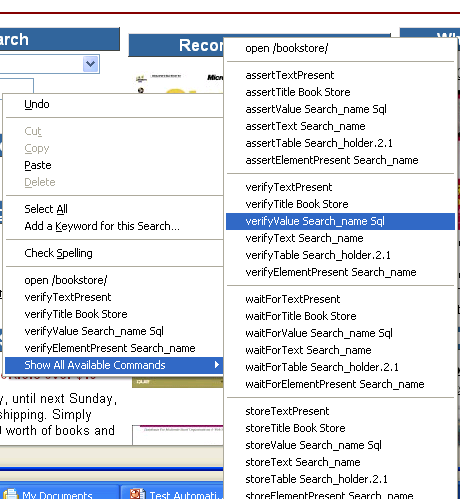 arch
Recor
Wh
Micros
Undo
Cut
Copy
Paste
Delete
Select All
Add a Keyword for this Search...
Check Spelling
open /bookstore/
verifyTextPresent
verifyTitle Book Store
verifyValue Search_name Sql
verifyElementPresent Search_name
Show All Available Commands
open /bookstore/
assertTextPresent
assertTitle Book Store
assertValue Search_name Sql
assertText Search_name
assertTable Search_holder.2.1
assertElementPresent Search_name
verifyTextPresent
verifyTitle Book Store
verifyValue Search_name Sql
verifyText Search_name
verifyTable Search_holder.2.1
verifyElementPresent Search_name
waitForTextPresent
waitForTitle Book Store
waitForValue Search_name Sql
waitForText Search_name
waitForTable Search_holder.2.1
waitForElementPresent Search_name
storeTextPresent
storeTitle Book Store
storeValue Search_name Sql
storeText Search_name
storeTable Search_holder.2.1
storeElementPresent Search_name
y, until next Sunday,
shipping. Simply
0 worth of books and
My Documents
Test Automati...